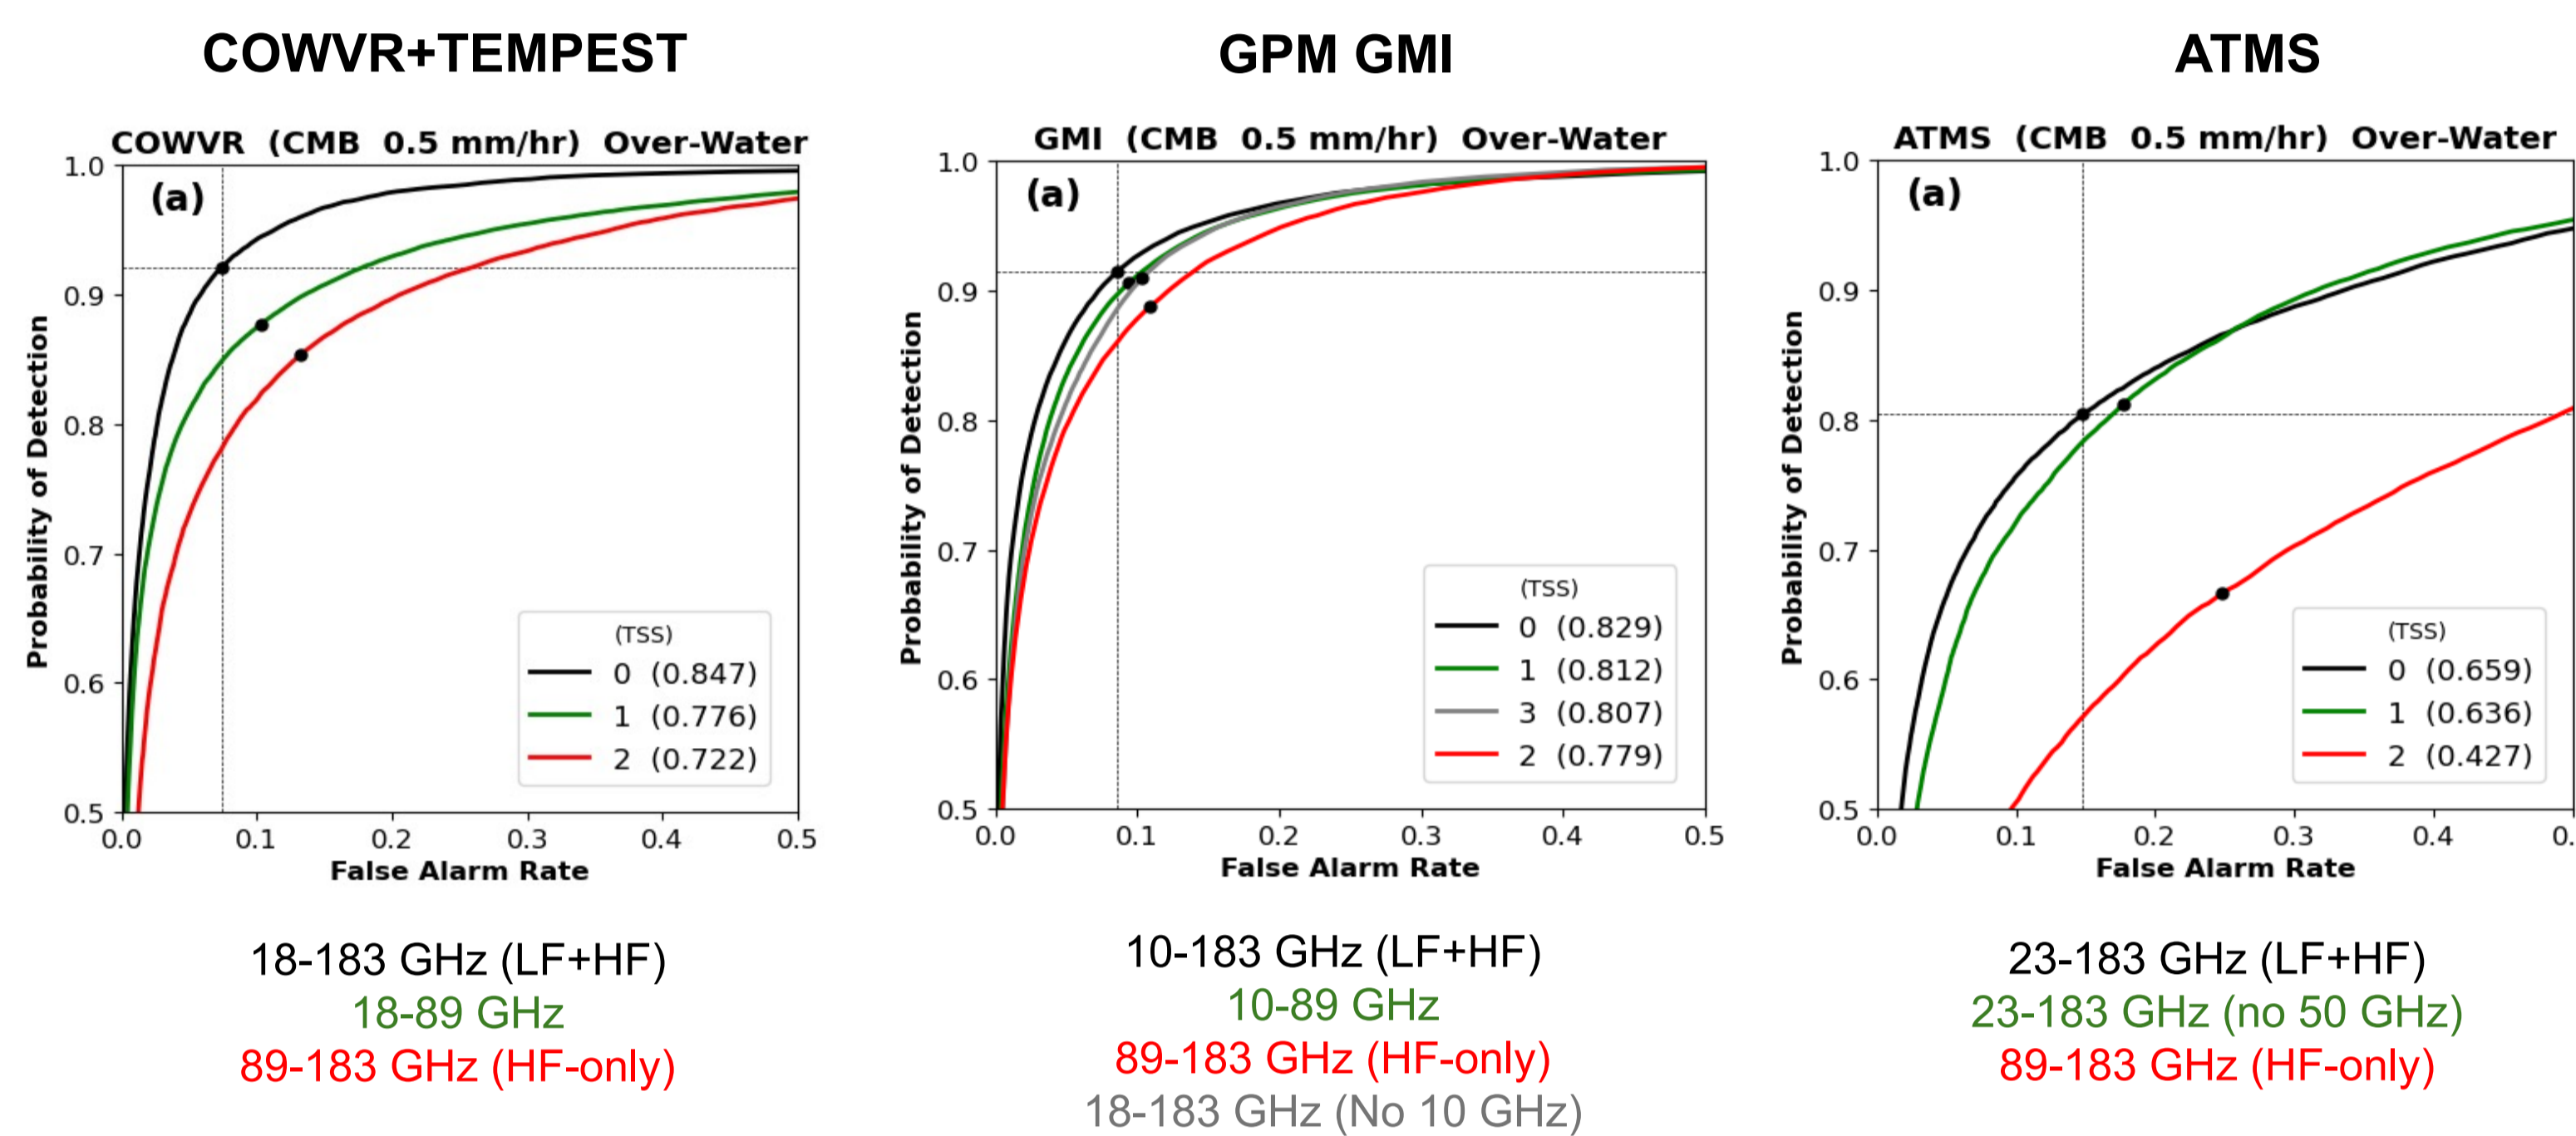 COWVR+TEMPEST
COWVR (CMB 0.5 mm/hr) Over-Water
(a)
Probability of Detection
1.0
0.9
0.8
0.7
0.6
0.5
0.0 0.1 0.2 0.3 0.4 0.5
False Alarm Rate
(TSS)
0 (0.847)
1 (0.776)
2 (0.722)
18-183 GHz (LF+HF)
18-89 GHz
89-183 GHz (HF-only)
GPM GMI
GMI (CMB 0.5 mm/hr) Over-Water
(a)
Probability of Detection
1.0
0.9
0.8
0.7
0.6
0.5
0.0 0.1 0.2 0.3 0.4 0.5
False Alarm Rate
(TSS)
0 (0.829)
1 (0.812)
3 (0.807)
2 (0.779)
10-183 GHz (LF+HF)
10-89 GHz
89-183 GHz (HF-only)
18-183 GHz (No 10 GHz)
ATMS
ATMS (CMB 0.5 mm/hr) Over-Water
(a)
Probability of Detection
1.0
0.9
0.8
0.7
0.6
0.5
0.0 0.1 0.2 0.3 0.4 0.
False Alarm Rate
(TSS)
0 (0.659)
1 (0.636)
2 (0.427)
23-183 GHz (LF+HF)
23-183 GHz (no 50 GHz)
89-183 GHz (HF-only)